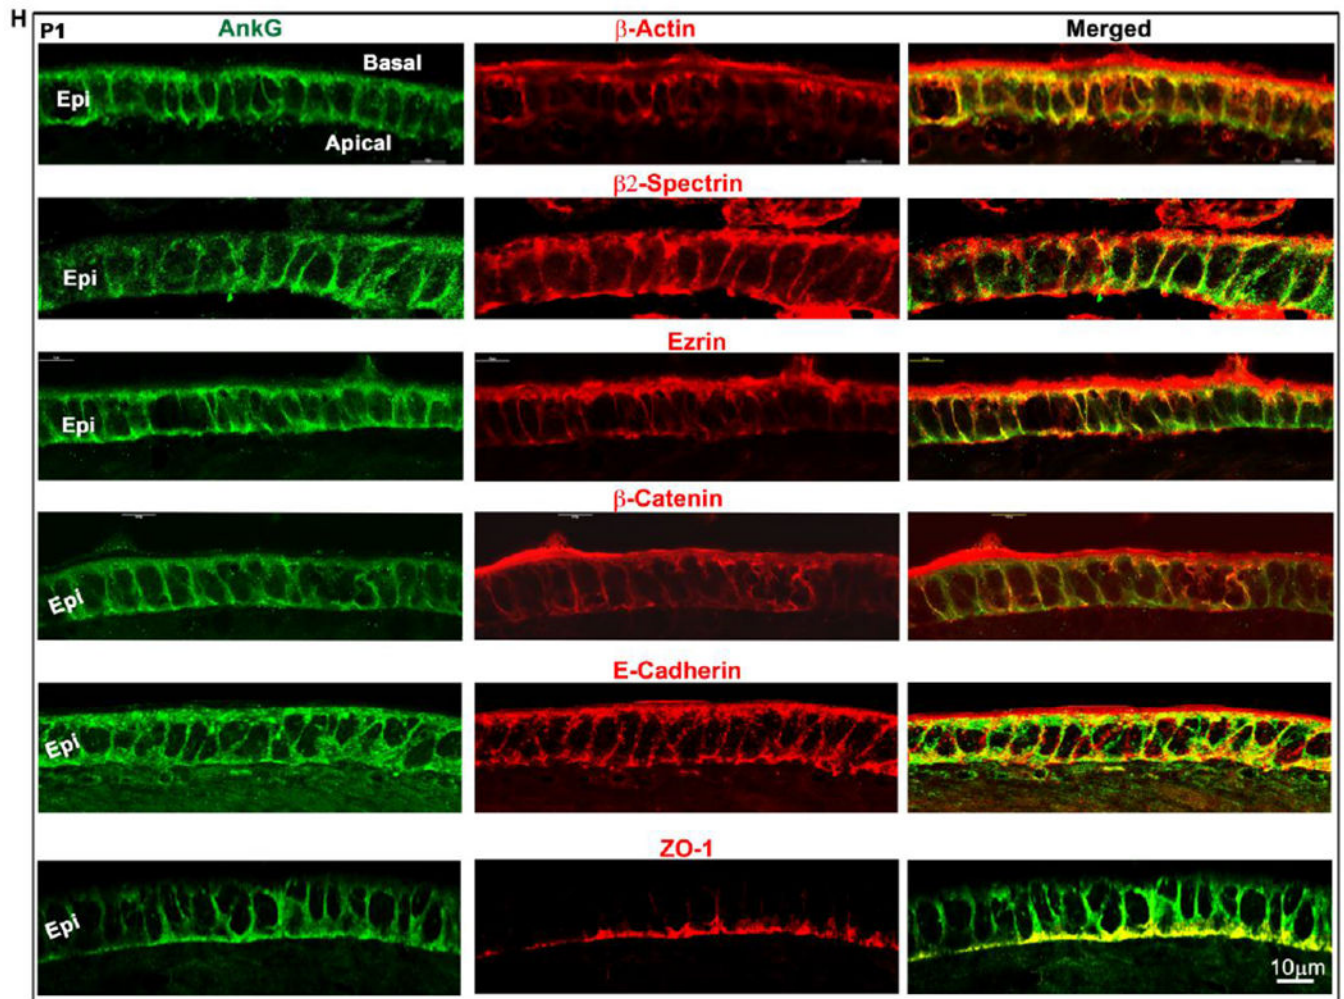 H
P1 AnkG β-Actin Merged
Basal
Epi
Apical
β2-Spectrin
Epi
Ezrin
Epi
β-Catenin
Epi
E-Cadherin
Epi
ZO-1
Epi
10μm